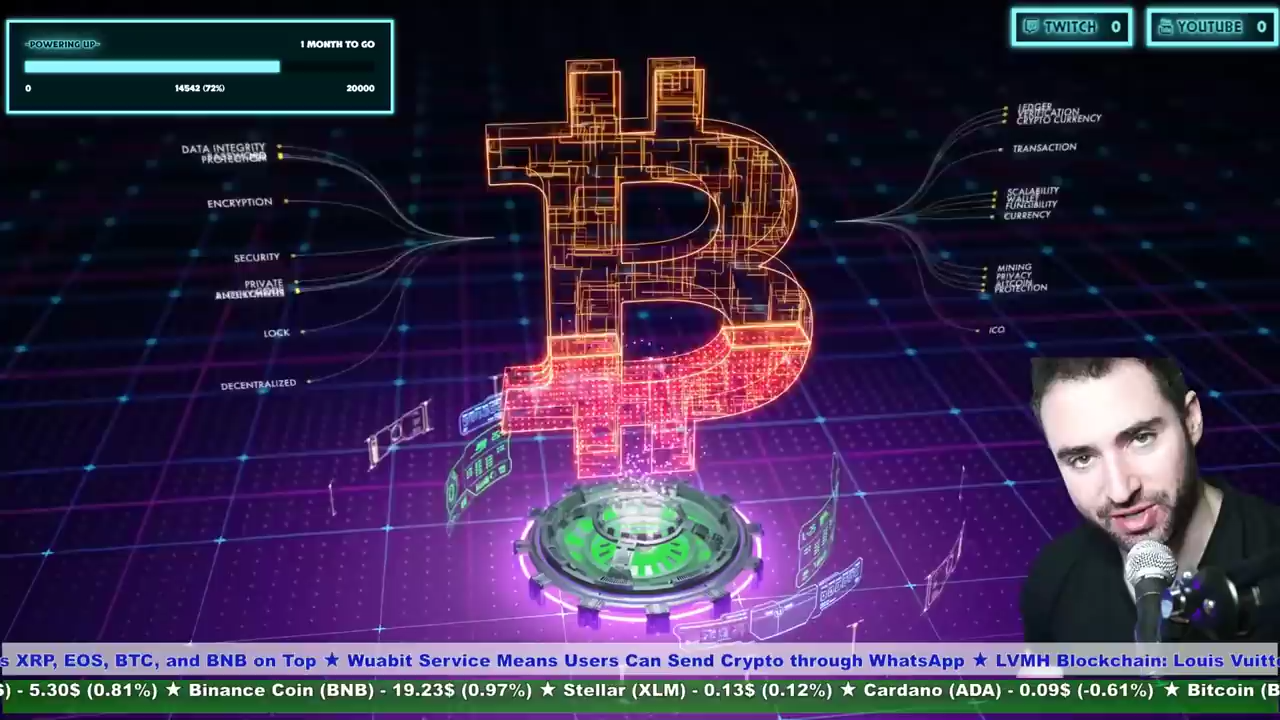 -POWERING UP-
1 MONTH TO GO
0
14542 (72%)
20000
TWITCH 0
YOUTUBE 0
DATA INTEGRITY
PROTECTION
ENCRYPTION
SECURITY
PRIVATE
LOCK
DECENTRALIZED
LEDGER
VERIFICATION
CRYPTO CURRENCY
TRANSACTION
SCALABILITY
WALLET
FUNGIBILITY
CURRENCY
MINING
PRIVACY
ALTCOIN
PROTECTION
ICO
s XRP, EOS, BTC, and BNB on Top ★ Wuabit Service Means Users Can Send Crypto through WhatsApp ★ LVMH Blockchain: Louis Vuitt
) - 5.30$ (0.81%) ★ Binance Coin (BNB) - 19.23$ (0.97%) ★ Stellar (XLM) - 0.13$ (0.12%) ★ Cardano (ADA) - 0.09$ (-0.61%) ★ Bitcoin (B